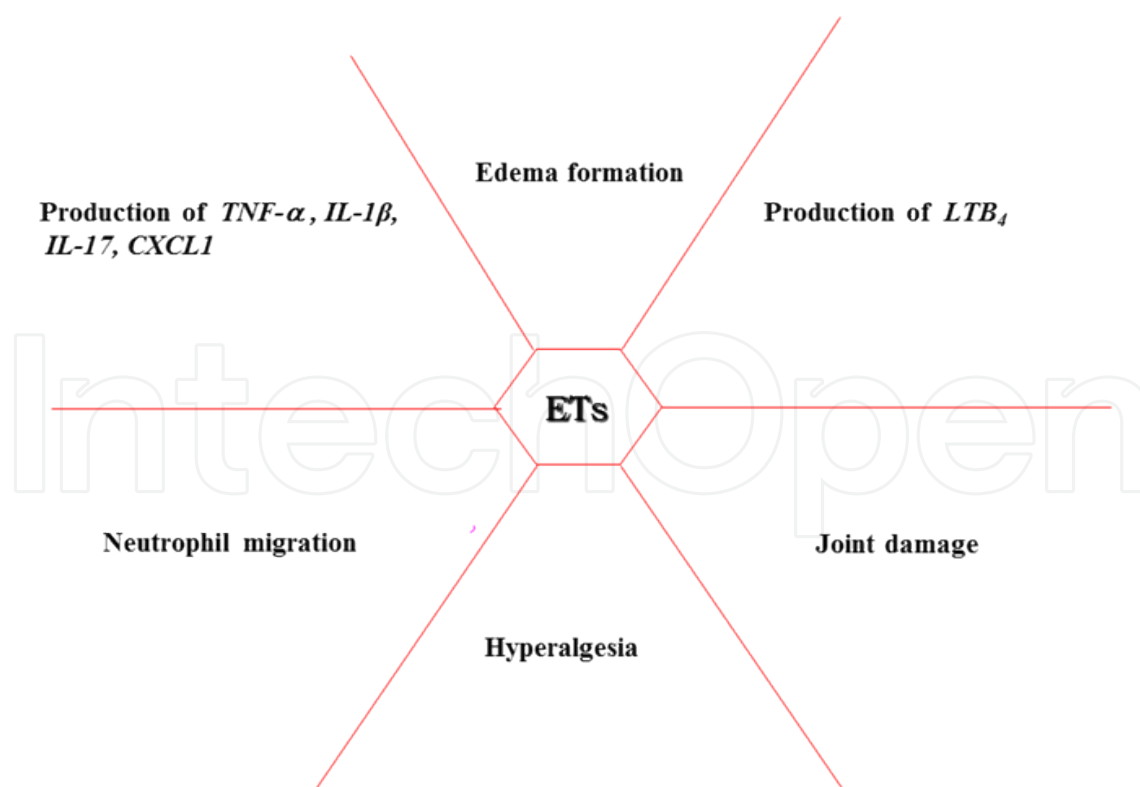 Edema formation
Production of TNF-α, IL-1β,
IL-17, CXCL1
Production of LTB₄
IntechOpen
ETs
Neutrophil migration
Joint damage
Hyperalgesia